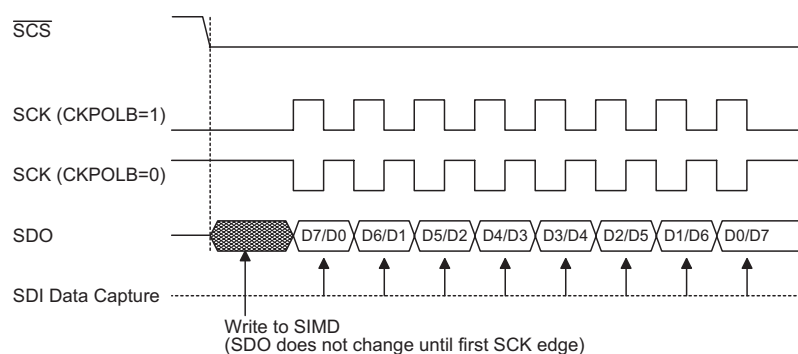 SCS
SCK (CKPOLB=1)
SCK (CKPOLB=0)
SDO
D7/D0 D6/D1 D5/D2 D4/D3 D3/D4 D2/D5 D1/D6 D0/D7
SDI Data Capture
Write to SIMD
(SDO does not change until first SCK edge)